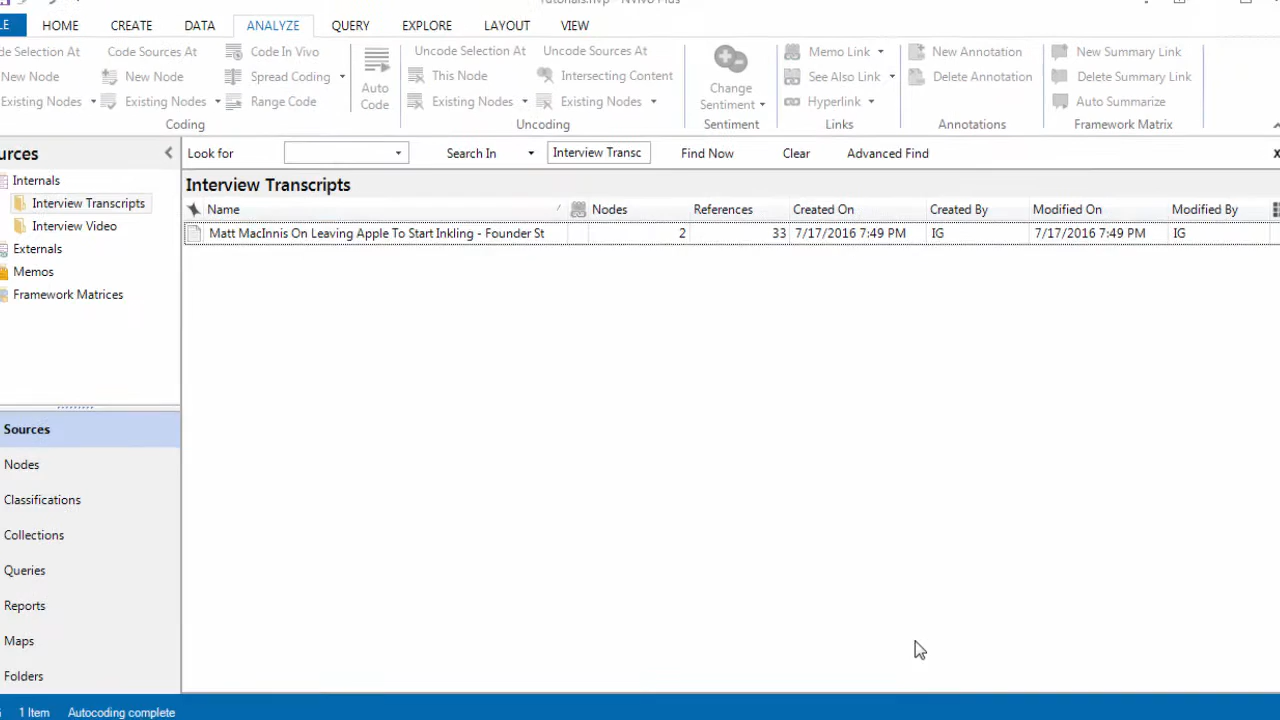 HOME CREATE DATA ANALYZE QUERY EXPLORE LAYOUT VIEW
Code Sources At Code In Vivo Uncode Selection At Uncode Sources At Memo Link New Annotation New Summary Link
New Node New Node Spread Coding This Node Intersecting Content See Also Link Delete Annotation Delete Summary Link
Existing Nodes Existing Nodes Range Code Auto Code Existing Nodes Existing Nodes Change Sentiment Hyperlink Auto Summarize
Coding Uncoding Sentiment Links Annotations Framework Matrix
Look for Search In Interview Transc Find Now Clear Advanced Find X
Internals
Interview Transcripts
Interview Video
Externals
Memos
Framework Matrices
Interview Transcripts
Name Nodes References Created On Created By Modified On Modified By
Matt MacInnis On Leaving Apple To Start Inkling - Founder St 2 33 7/17/2016 7:49 PM IG 7/17/2016 7:49 PM IG
Sources
Nodes
Classifications
Collections
Queries
Reports
Maps
Folders
1 Item Autocoding complete